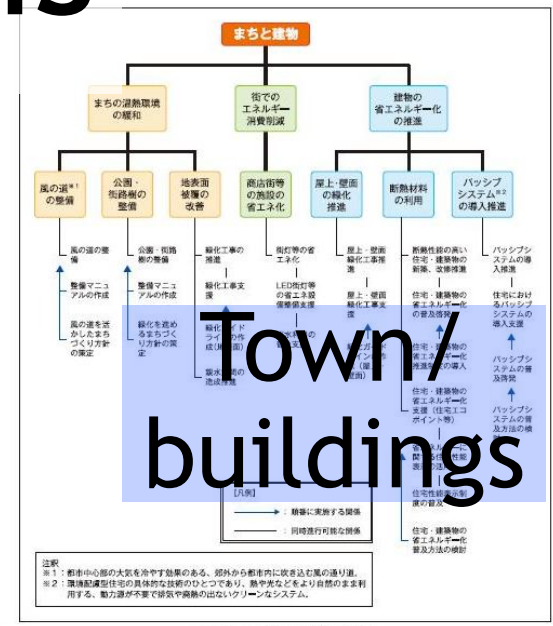 まちと建物
まちの温熱環境
の緩和
街での
エネルギー
消費削減
建物の
省エネルギー化
の推進
風の道※1
の整備
公園・
街路樹の
整備
地表面
被覆の
改善
商店街等
の施設の
省エネ化
屋上・壁面
の緑化
推進
断熱材料
の利用
パッシブ
システム※2
の導入推進
風の道の整
備
整備マニュ
アルの作成
風の道を活
かしたまち
づくり方針
の策定
公園・街路
樹の整備
整備マニュ
アルの作成
緑化を進め
るまちづく
り方針の策
定
緑化工事の
推進
緑化工事支
援
街灯等の省
エネ化
LED街灯等
の省エネ設
備整備支援
屋上・壁面
緑化工事推
進
屋上・壁面
緑化工事支
援
断熱性能の高い
住宅・建築物の
新築、改修推進
住宅・建築物の
省エネルギー化
の普及啓発
住宅・建築物の
省エネルギー化
住宅・建築物の
省エネルギー化
支援（住宅エコ
ポイント等）
住宅性能表示制
度の普及
住宅・建築物の
省エネルギー化
普及方法の検討
パッシブシ
ステムの導
入推進
住宅におけ
るパッシブ
システムの
導入支援
パッシブシ
ステムの普
及啓発
パッシブシ
ステムの普
及方法の検
Town/
buildings
【凡例】
：順番に実施する関係
：同時進行可能な関係
注釈
※1：都市中心部の大気を冷やす効果のある、郊外から都市内に吹き込む風の通り道。
※2：環境配慮型住宅の具体的な技術のひとつであり、熱や光などをより自然のまま利
用する、動力源が不要で排気や廃熱の出ないクリーンなシステム。